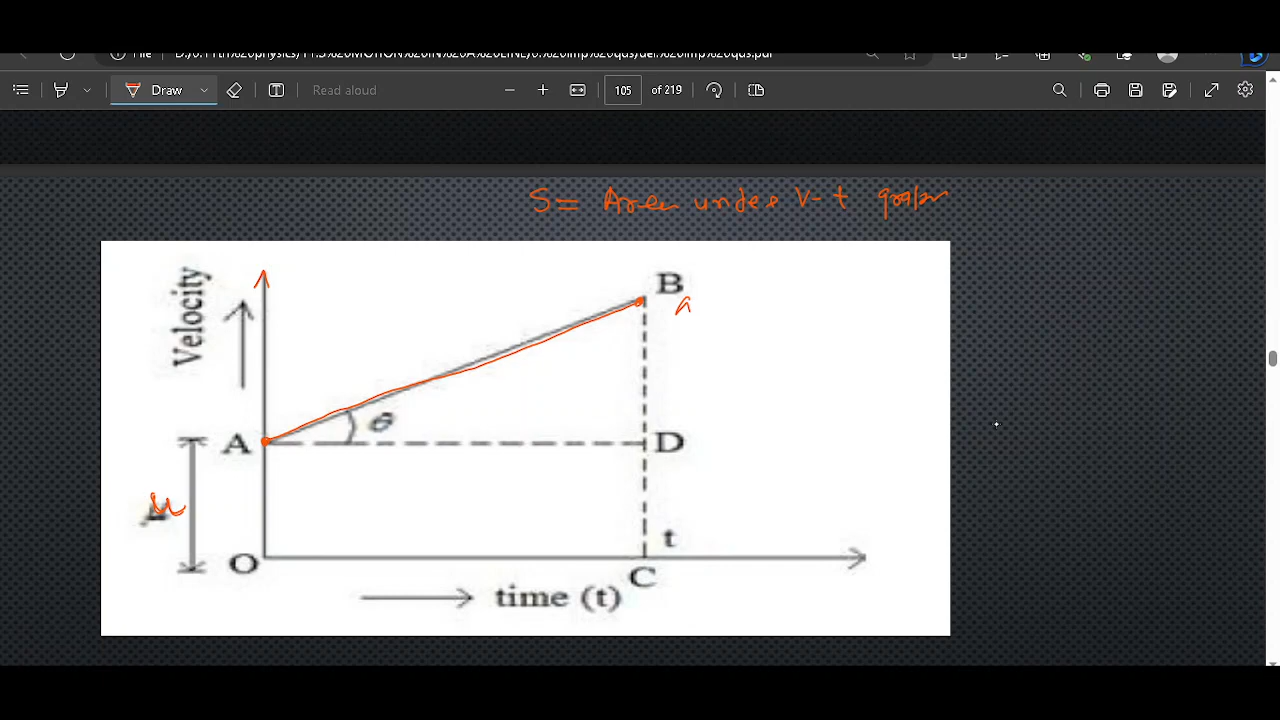 Draw
Read aloud
105 of 219
S = Area under v-t graph
Velocity
B
A
θ
D
u
t
O
C
time (t)